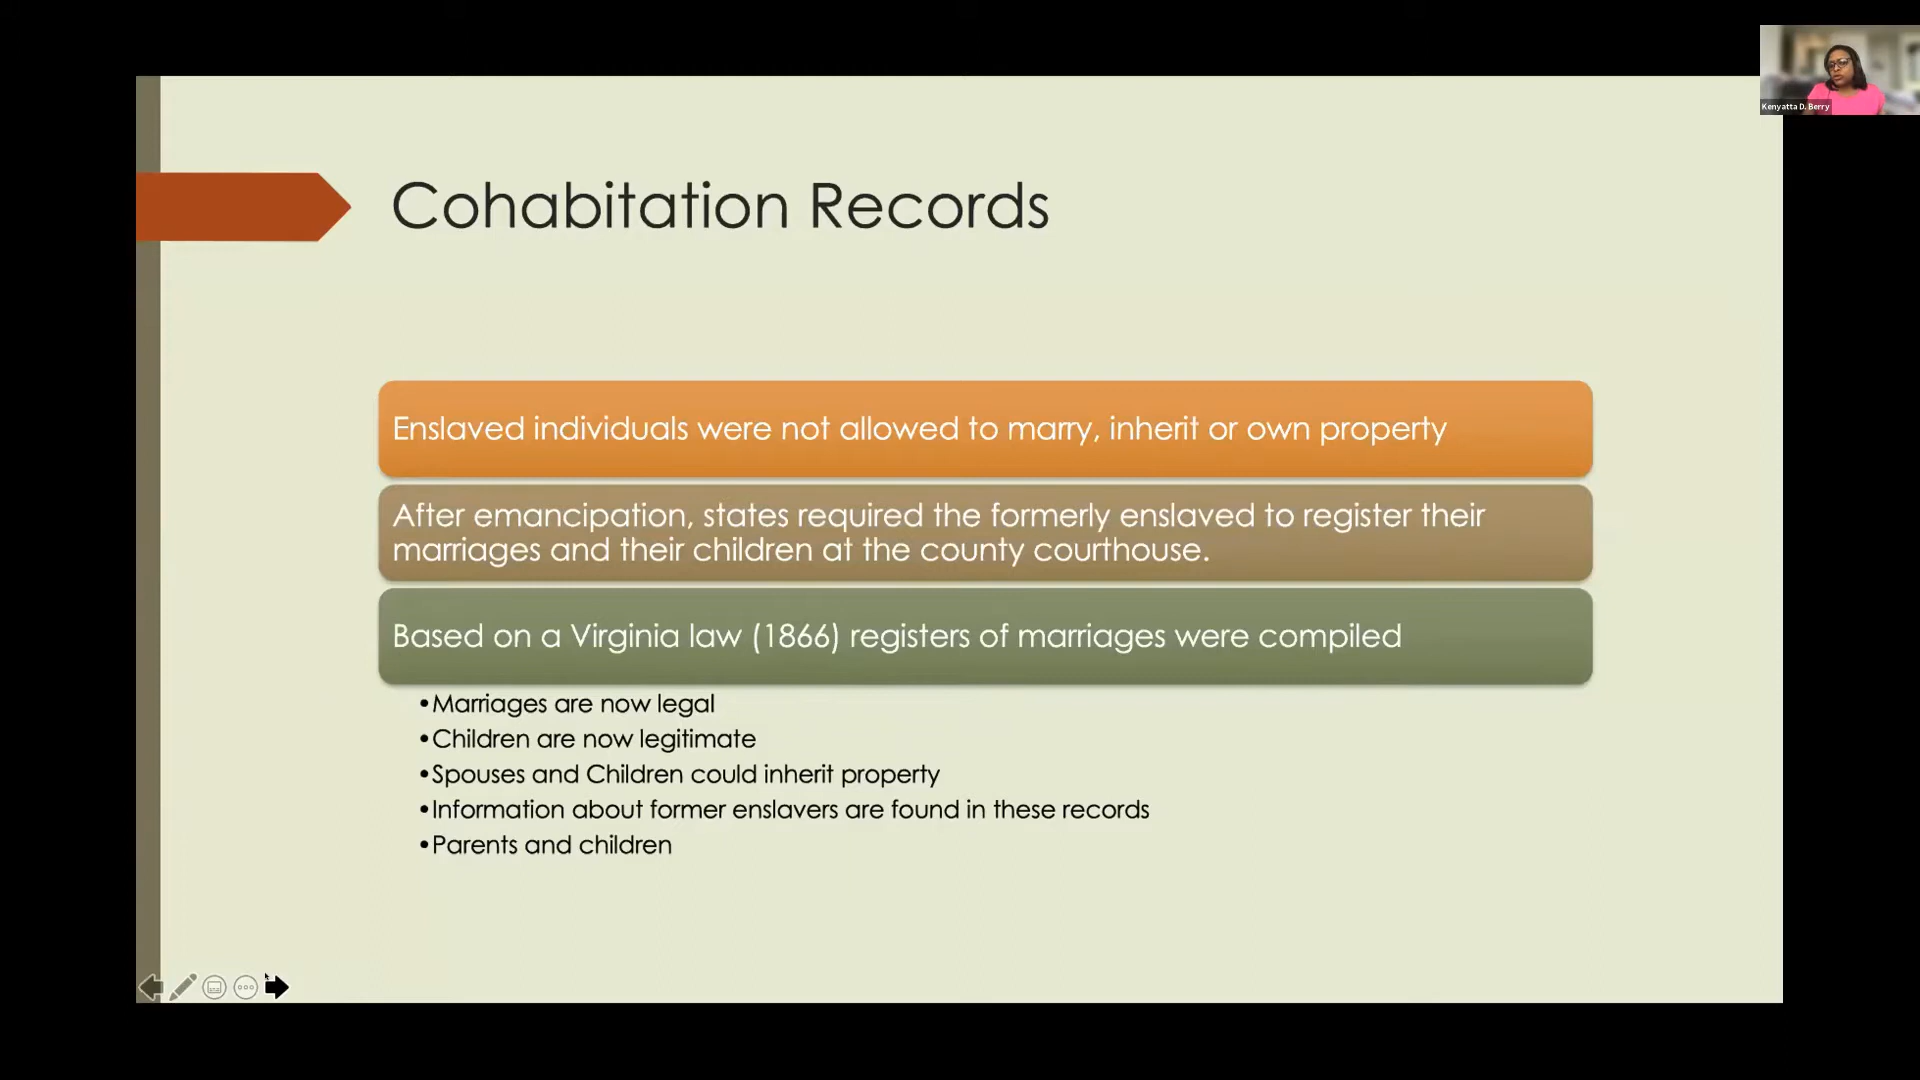 Kenyatta D. Berry
Cohabitation Records
Enslaved individuals were not allowed to marry, inherit or own property
After emancipation, states required the formerly enslaved to register their
marriages and their children at the county courthouse.
Based on a Virginia law (1866) registers of marriages were compiled
•Marriages are now legal
•Children are now legitimate
•Spouses and Children could inherit property
•Information about former enslavers are found in these records
•Parents and children